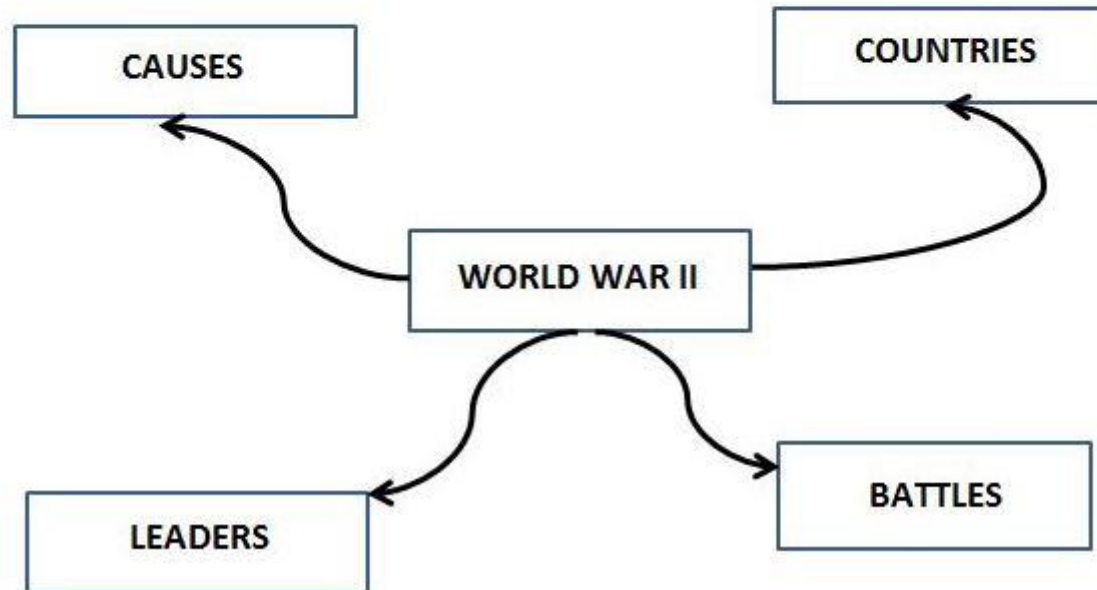 CAUSES
COUNTRIES
WORLD WAR II
LEADERS
BATTLES